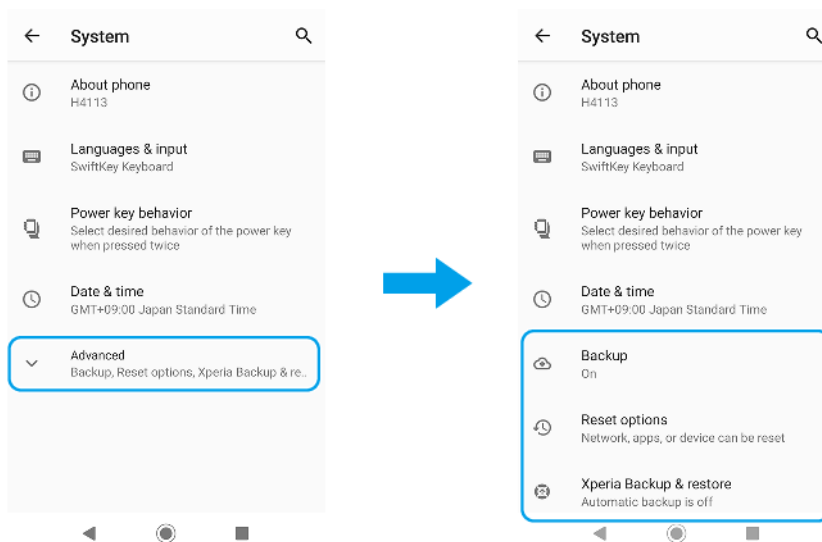 System
About phone
H4113
Languages & input
SwiftKey Keyboard
Power key behavior
Select desired behavior of the power key
when pressed twice
Date & time
GMT+09:00 Japan Standard Time
Advanced
Backup, Reset options, Xperia Backup & re..
System
About phone
H4113
Languages & input
SwiftKey Keyboard
Power key behavior
Select desired behavior of the power key
when pressed twice
Date & time
GMT+09:00 Japan Standard Time
Backup
On
Reset options
Network, apps, or device can be reset
Xperia Backup & restore
Automatic backup is off